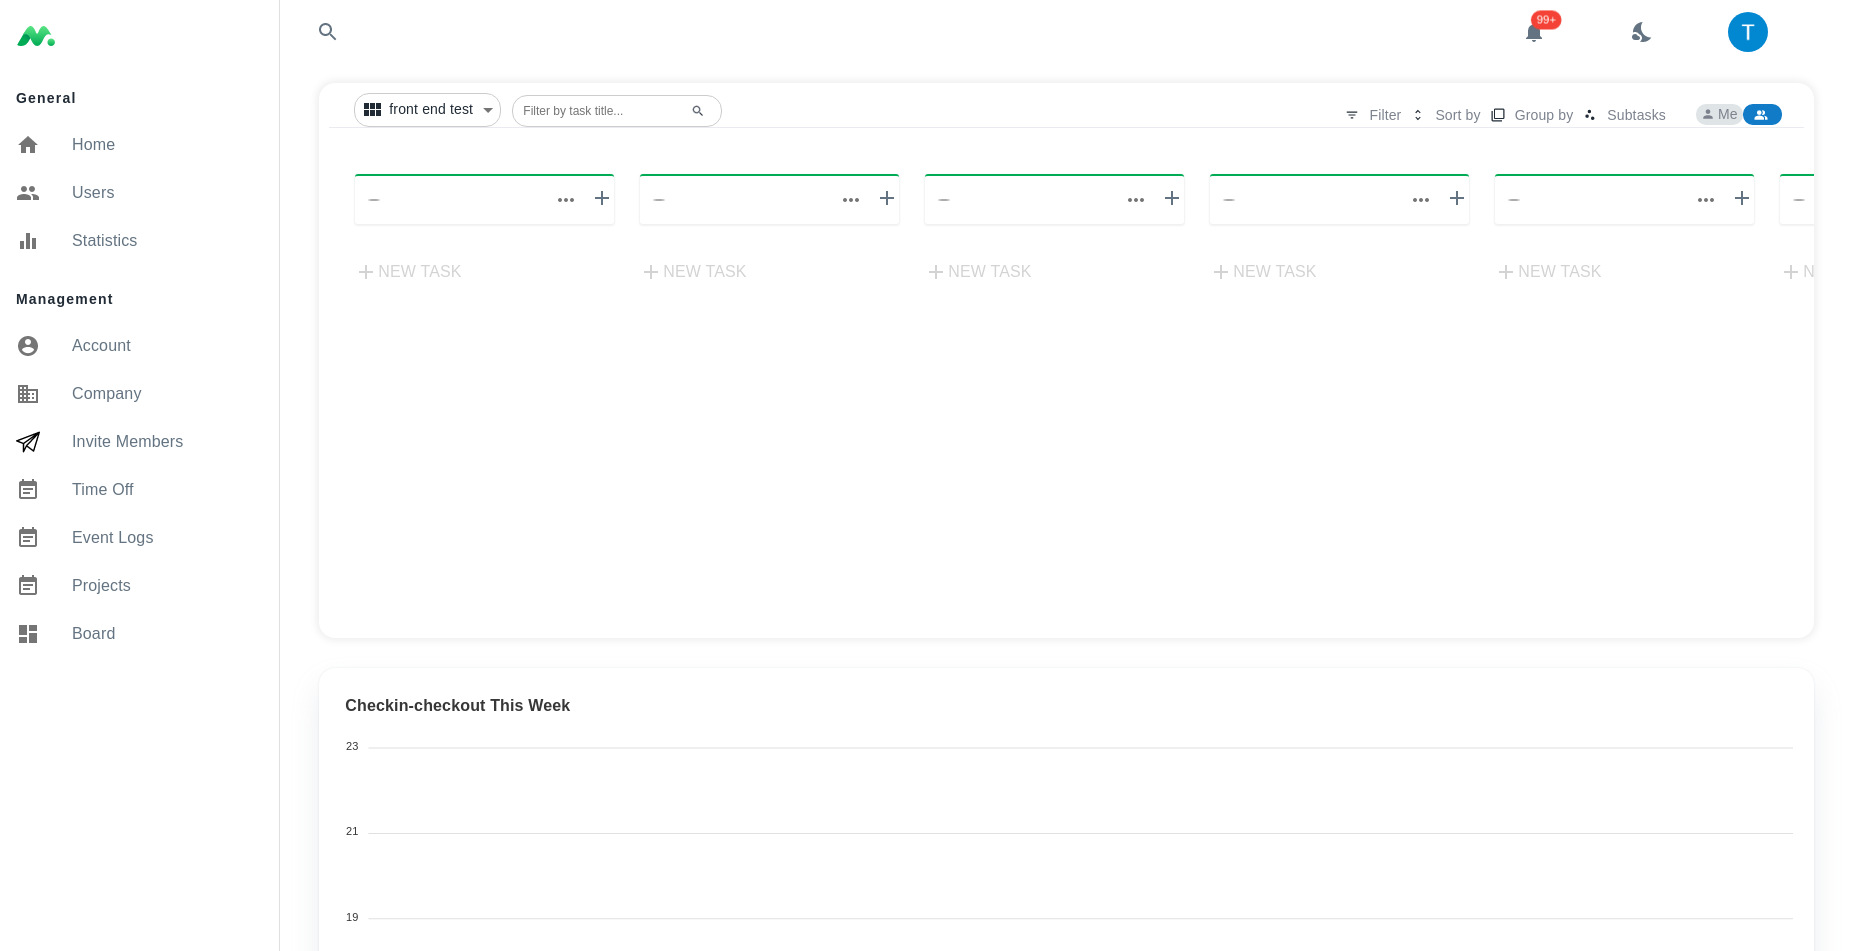 99+
T
General
Home
Users
Statistics
Management
Account
Company
Invite Members
Time Off
Event Logs
Projects
Board
front end test
Filter by task title...
Filter
Sort by
Group by
Subtasks
Me
NEW TASK
NEW TASK
NEW TASK
NEW TASK
NEW TASK
N
Checkin-checkout This Week
23
21
19